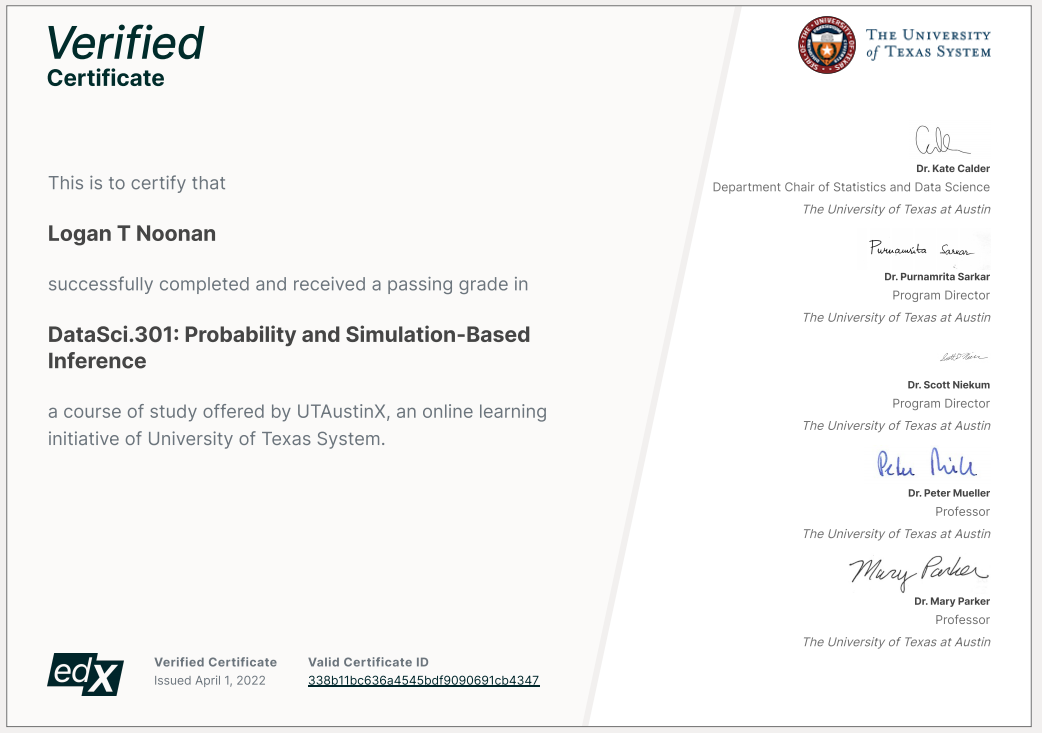 Verified
Certificate
THE UNIVERSITY
of TEXAS SYSTEM
This is to certify that
Logan T Noonan
successfully completed and received a passing grade in
DataSci.301: Probability and Simulation-Based
Inference
a course of study offered by UTAustinX, an online learning
initiative of University of Texas System.
Dr. Kate Calder
Department Chair of Statistics and Data Science
The University of Texas at Austin
Purnamrita Sarkar
Dr. Purnamrita Sarkar
Program Director
The University of Texas at Austin
Dr. Scott Niekum
Program Director
The University of Texas at Austin
Dr. Peter Mueller
Professor
The University of Texas at Austin
Mary Parker
Dr. Mary Parker
Professor
The University of Texas at Austin
edX
Verified Certificate
Issued April 1, 2022
Valid Certificate ID
338b11bc636a4545bdf9090691cb4347